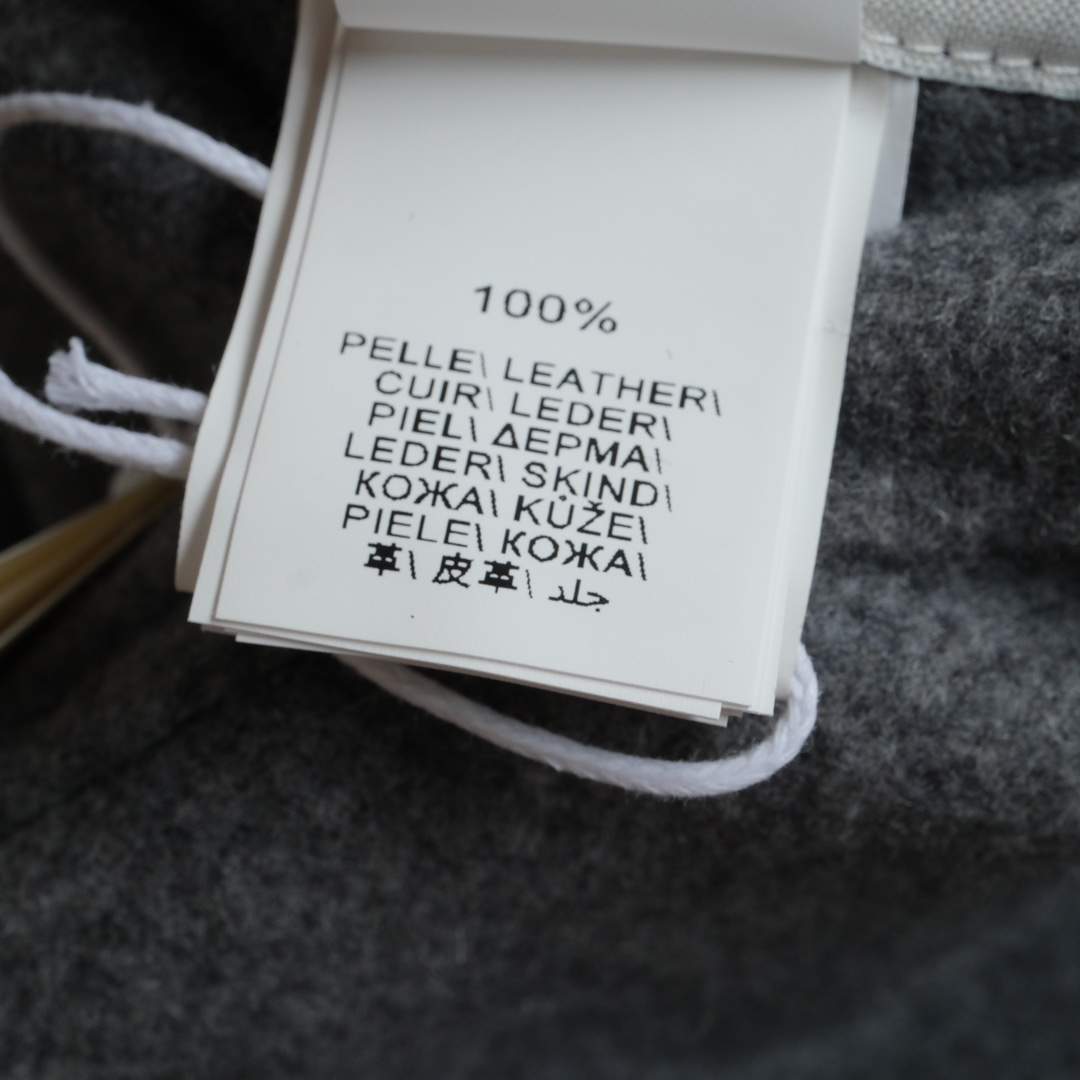 100%
PELLE\ LEATHER\
CUIR\ LEDER\
PIEL\ ΔΕΡΜΑ\
LEDER\ SKIND\
КОЖА\ KŮŽE\
PIELE\ КОЖА\
革\ 皮革\ جلد